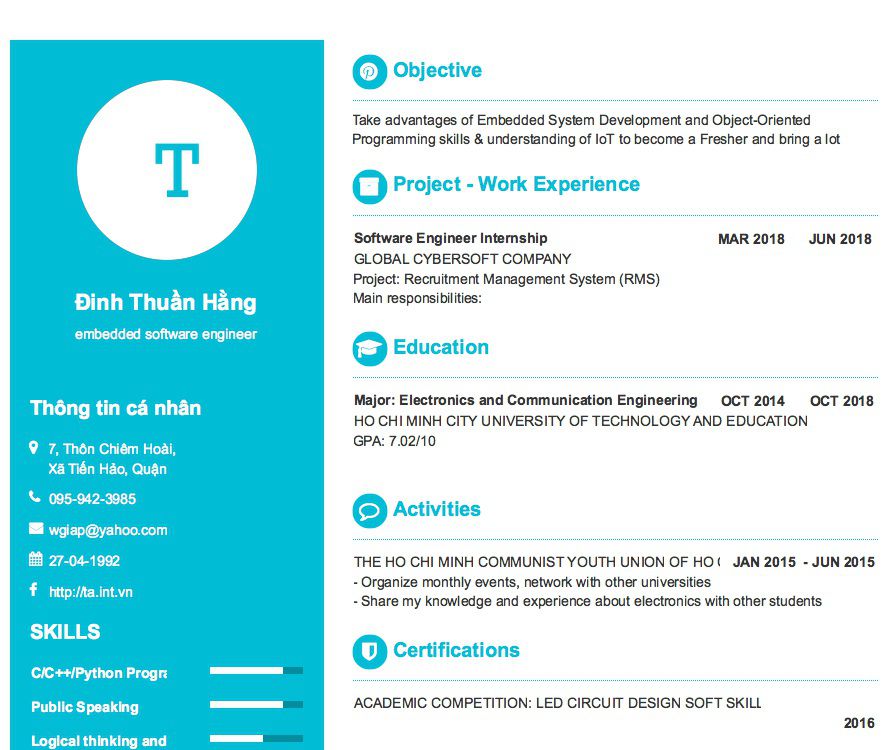 T
Đinh Thuần Hằng
embedded software engineer
Thông tin cá nhân
7, Thôn Chiêm Hoài,
Xã Tiến Hảo, Quận
095-942-3985
wgiap@yahoo.com
27-04-1992
http://ta.int.vn
SKILLS
C/C++/Python Progra
Public Speaking
Logical thinking and
Objective
Take advantages of Embedded System Development and Object-Oriented
Programming skills & understanding of IoT to become a Fresher and bring a lot
Project - Work Experience
Software Engineer Internship MAR 2018 JUN 2018
GLOBAL CYBERSOFT COMPANY
Project: Recruitment Management System (RMS)
Main responsibilities:
Education
Major: Electronics and Communication Engineering OCT 2014 OCT 2018
HO CHI MINH CITY UNIVERSITY OF TECHNOLOGY AND EDUCATION
GPA: 7.02/10
Activities
THE HO CHI MINH COMMUNIST YOUTH UNION OF HO JAN 2015 - JUN 2015
- Organize monthly events, network with other universities
- Share my knowledge and experience about electronics with other students
Certifications
ACADEMIC COMPETITION: LED CIRCUIT DESIGN SOFT SKILL
2016